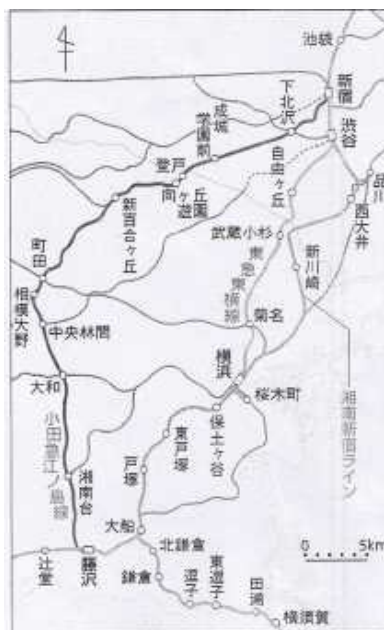 池袋
新宿
下北沢
成城
学園前
渋谷
登戸
向ヶ丘
遊園
自由ヶ丘
品川
西大井
新百合ヶ丘
武蔵小杉
東急東横線
新川崎
町田
相模大野
中央林間
菊名
横浜
桜木町
湘南新宿ライン
大和
保土ヶ谷
東戸塚
戸塚
小田急江ノ島線
湘南台
大船
北鎌倉
0 5km
辻堂
藤沢
鎌倉
逗子
東逗子
田浦
横須賀